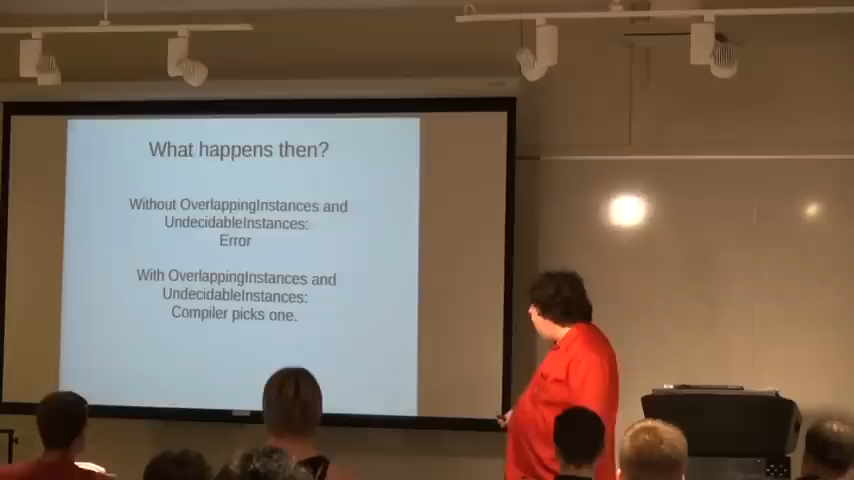 What happens then?
Without OverlappingInstances and
UndecidableInstances:
Error
With OverlappingInstances and
UndecidableInstances:
Compiler picks one.